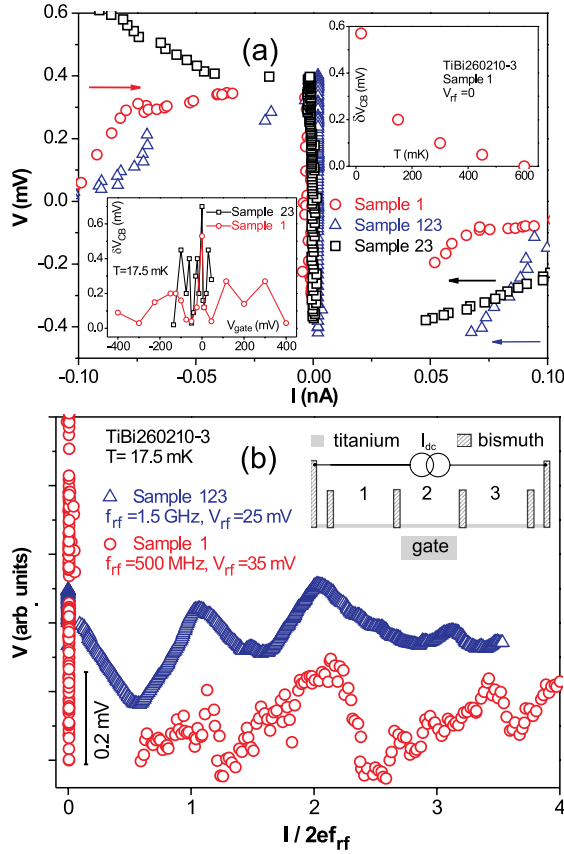 (a)
V (mV)
0.6
0.4
0.2
0.0
-0.2
-0.4
-0.10
-0.05
0.00
0.05
0.10
I (nA)
δV_CB (mV)
0.6
0.4
0.2
0.0
0
200
400
600
T (mK)
TiBi260210-3
Sample 1
V_rf=0
Sample 1
Sample 123
Sample 23
δV_CB (mV)
0.6
0.4
0.2
0.0
Sample 23
Sample 1
T=17.5 mK
-400
-200
0
200
400
V_gate (mV)
(b)
TiBi260210-3
T= 17.5 mK
Sample 123
f_rf=1.5 GHz, V_rf=25 mV
Sample 1
f_rf=500 MHz, V_rf=35 mV
titanium
I_dc
bismuth
1
2
3
gate
V (arb. units)
0.2 mV
0
1
2
3
4
I / 2ef_rf